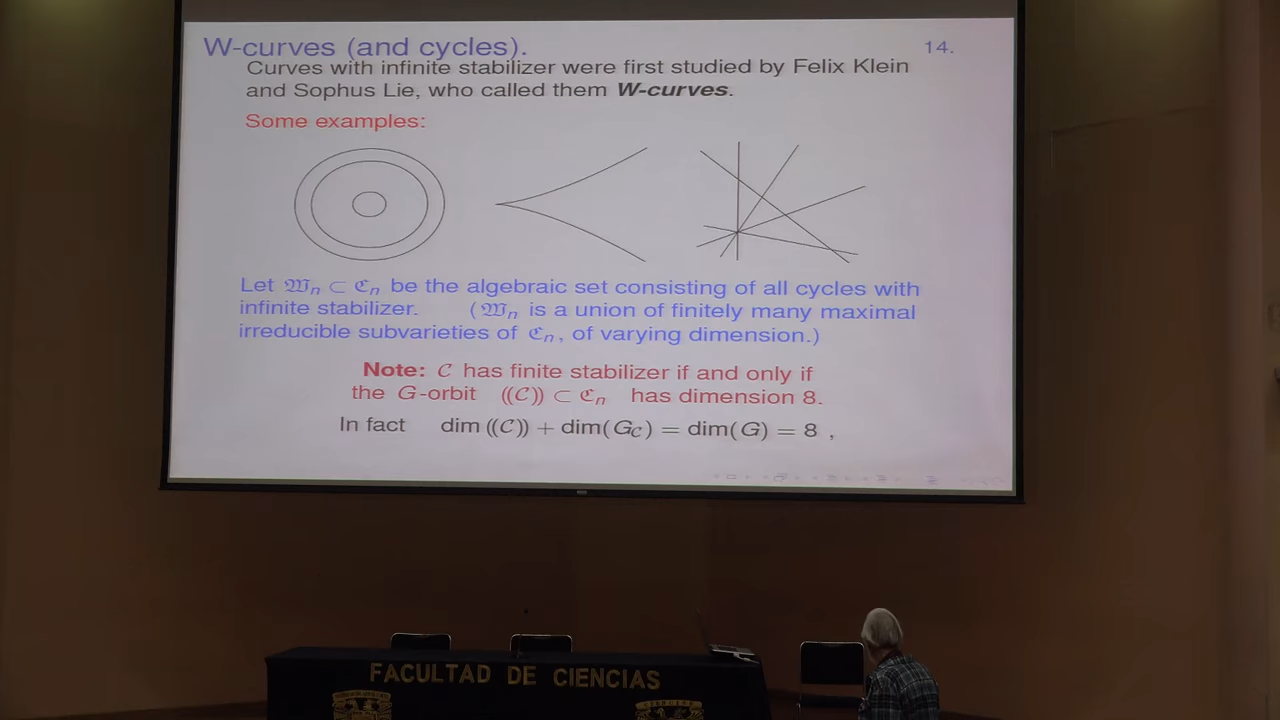 W-curves (and cycles). 14.
Curves with infinite stabilizer were first studied by Felix Klein
and Sophus Lie, who called them W-curves.
Some examples:
Let 𝔚ₙ ⊂ ℭₙ be the algebraic set consisting of all cycles with
infinite stabilizer. (𝔚ₙ is a union of finitely many maximal
irreducible subvarieties of ℭₙ, of varying dimension.)
Note: 𝒞 has finite stabilizer if and only if
the G-orbit ((𝒞)) ⊂ ℭₙ has dimension 8.
In fact dim ((𝒞)) + dim(G_𝒞) = dim(G) = 8 ,
FACULTAD DE CIENCIAS